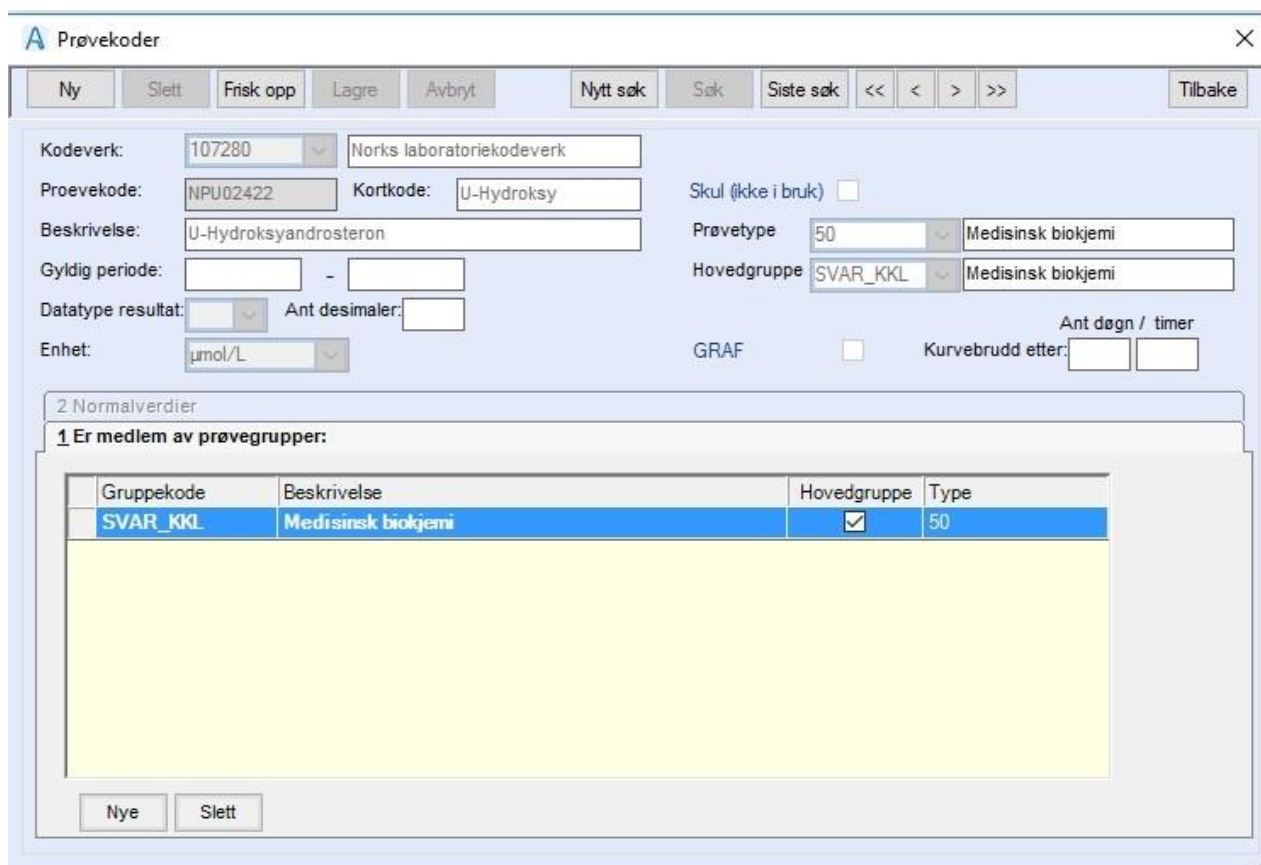 Prøvekoder
Ny Slett Frisk opp Lagre Avbryt Nytt søk Søk Siste søk << < > >> Tilbake
Kodeverk: 107280 Norks laboratoriekodeverk
Proevekode: NPU02422 Kortkode: U-Hydroksy Skul (ikke i bruk)
Beskrivelse: U-Hydroksyandrosteron Prøvetype 50 Medisinsk biokjemi
Gyldig periode: - Hovedgruppe SVAR_KKL Medisinsk biokjemi
Datatype resultat: Ant desimaler: Ant døgn / timer
Enhet: µmol/L GRAF Kurvebrudd etter:
2 Normalverdier
1 Er medlem av prøvegrupper:
Gruppekode Beskrivelse Hovedgruppe Type
SVAR_KKL Medisinsk biokjemi 50
Nye Slett